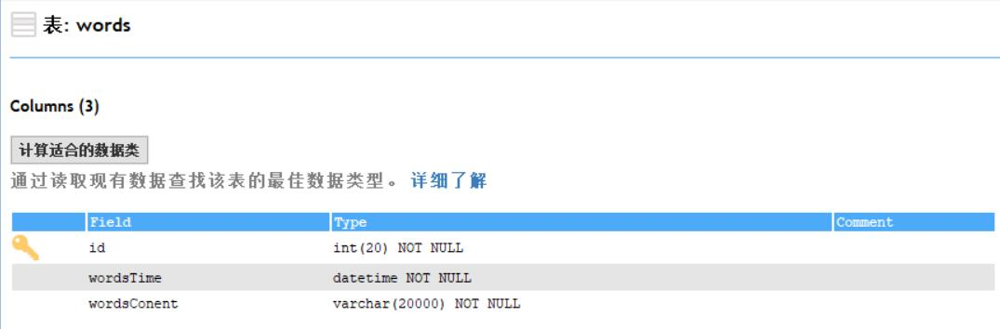 表: words
Columns (3)
计算适合的数据类
通过读取现有数据查找该表的最佳数据类型。 详细了解
Field Type Comment
id int(20) NOT NULL
wordsTime datetime NOT NULL
wordsConent varchar(20000) NOT NULL